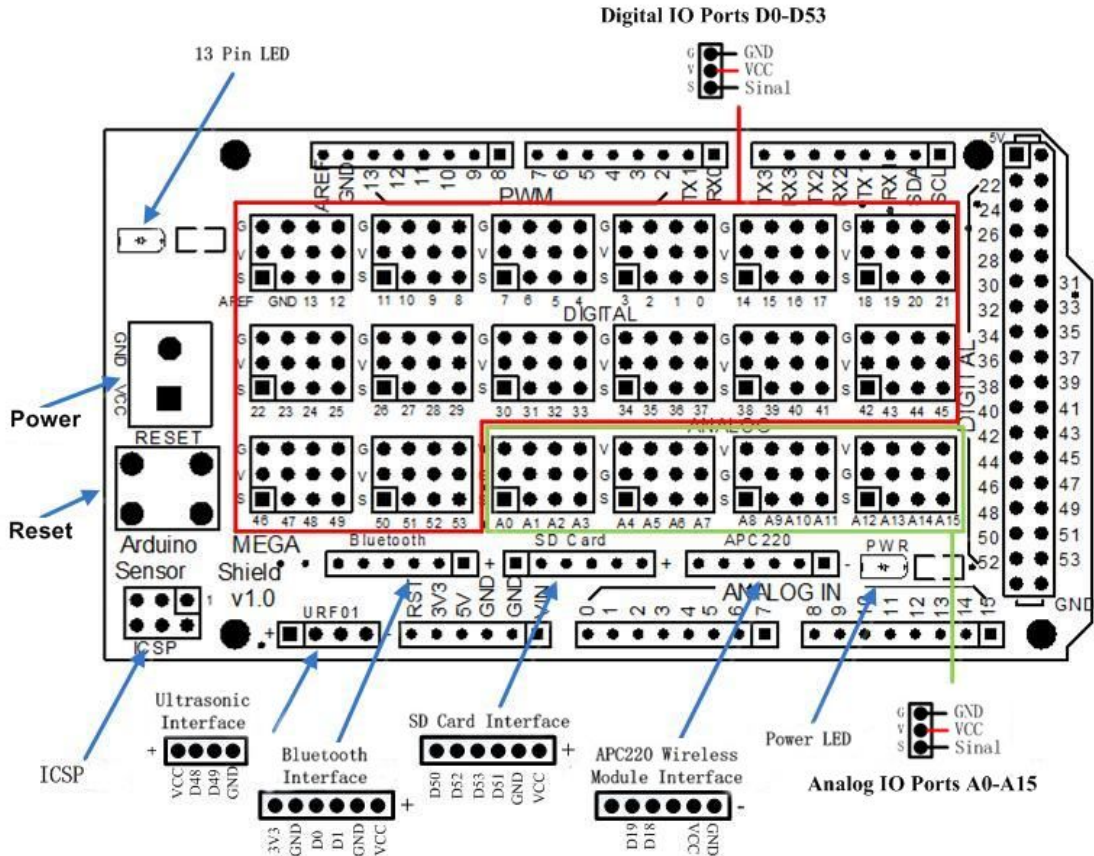 Digital IO Ports D0-D53
G GND
V VCC
S Sinal
13 Pin LED
5V
AREF GND 13 12 11 10 9 8
7 6 5 4 3 2 TX1 RX0
TX3 RX3 TX2 RX2 TX1 RX1 SDA SCL
PWM
22
24
26
28
30
32
34
36
38
40
42
44
46
48
50
52
31
33
35
37
39
41
43
45
47
49
51
53
GND
DIGITAL
G G G G G G
V V V V V V
S S S S S S
AREF GND 13 12 11 10 9 8 7 6 5 4 3 2 1 0 14 15 16 17 18 19 20 21
DIGITAL
G G G G G G
V V V V V V
S S S S S S
22 23 24 25 26 27 28 29 30 31 32 33 34 35 36 37 38 39 40 41 42 43 44 45
ANALOG
G G
V V V V V V
S S S S S S
46 47 48 49 50 51 52 53 A0 A1 A2 A3 A4 A5 A6 A7 A8 A9 A10 A11 A12 A13 A14 A15
GND VCC
Power
RESET
Reset
Arduino MEGA
Sensor Shield
v1.0
1
ICSP
Bluetooth +
SD Card +
APC220 -
PWR
URF01
+ -
RST 3V3 5V GND GND VIN
ANALOG IN
0 1 2 3 4 5 6 7
8 9 10 11 12 13 14 15
ICSP
Ultrasonic
Interface
+
VCC D48 D49 GND
Bluetooth
Interface
+
3V3 GND D0 D1 GND VCC
SD Card Interface
+
D50 D52 D53 D51 GND VCC
APC220 Wireless
Module Interface
-
D19 D18 VCC GND
Power LED
G GND
V VCC
S Sinal
Analog IO Ports A0-A15